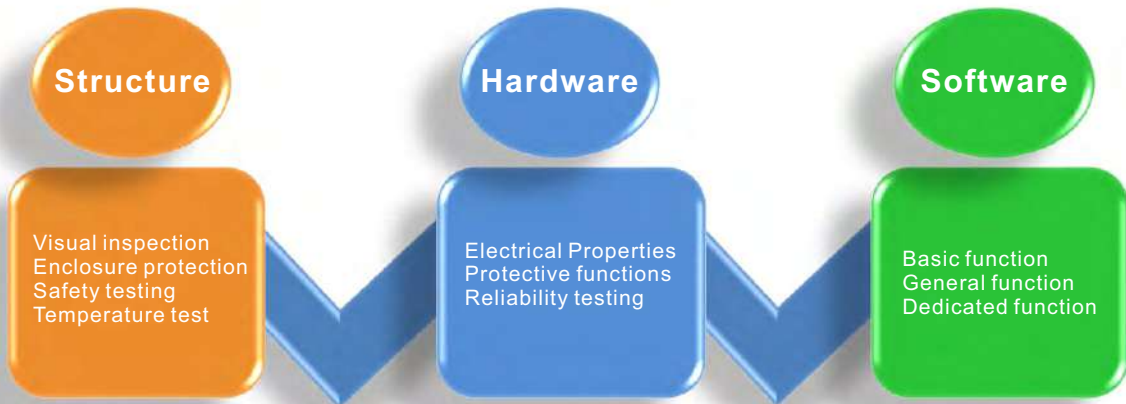 Structure
Visual inspection
Enclosure protection
Safety testing
Temperature test
Hardware
Electrical Properties
Protective functions
Reliability testing
Software
Basic function
General function
Dedicated function